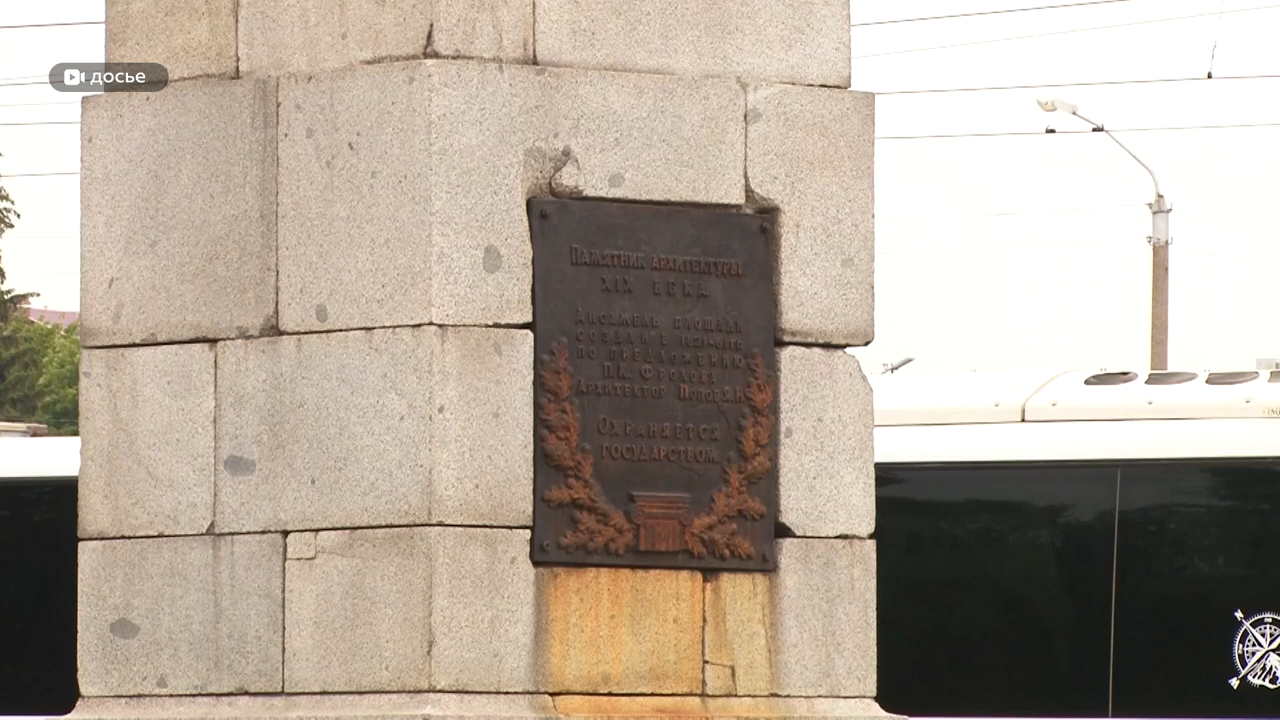 досье
ПАМЯТНИК АРХИТЕКТУРЫ
XIX ВЕКА
АНСАМБЛЬ ПЛОЩАДИ
СОЗДАН В
ПО ПРЕДЛОЖЕНИЮ
П.К. ФРОЛОВА
АРХИТЕКТОР ПОПОВ Я.Н.
ОХРАНЯЕТСЯ
ГОСУДАРСТВОМ